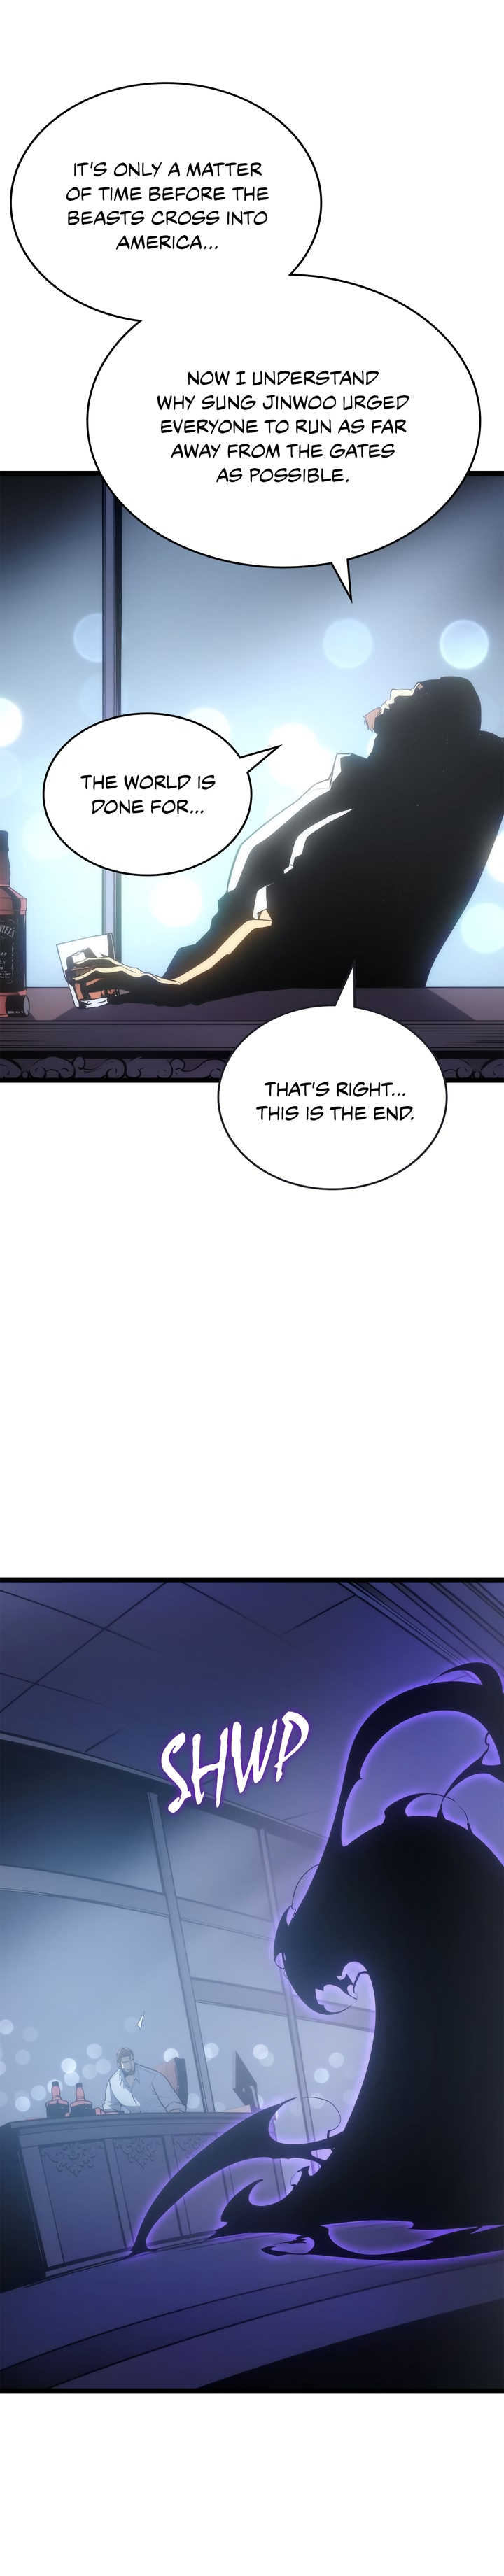 IT'S ONLY A MATTER
OF TIME BEFORE THE
BEASTS CROSS INTO
AMERICA...
NOW I UNDERSTAND
WHY SUNG JINWOO URGED
EVERYONE TO RUN AS FAR
AWAY FROM THE GATES
AS POSSIBLE.
THE WORLD IS
DONE FOR...
THAT'S RIGHT...
THIS IS THE END.
SHWP